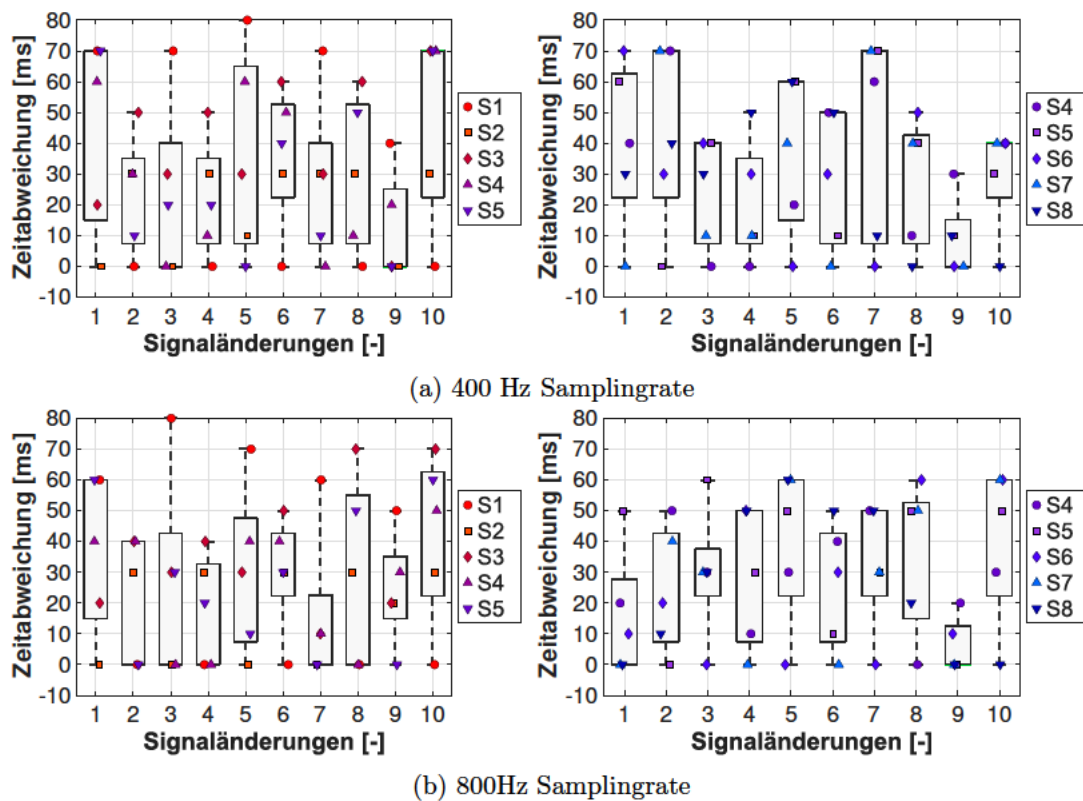 80
70
60
50
40
30
20
10
0
-10
Zeitabweichung [ms]
1 2 3 4 5 6 7 8 9 10
Signaländerungen [-]
S1
S2
S3
S4
S5
80
70
60
50
40
30
20
10
0
-10
Zeitabweichung [ms]
1 2 3 4 5 6 7 8 9 10
Signaländerungen [-]
S4
S5
S6
S7
S8
(a) 400 Hz Samplingrate
80
70
60
50
40
30
20
10
0
-10
Zeitabweichung [ms]
1 2 3 4 5 6 7 8 9 10
Signaländerungen [-]
S1
S2
S3
S4
S5
80
70
60
50
40
30
20
10
0
-10
Zeitabweichung [ms]
1 2 3 4 5 6 7 8 9 10
Signaländerungen [-]
S4
S5
S6
S7
S8
(b) 800Hz Samplingrate